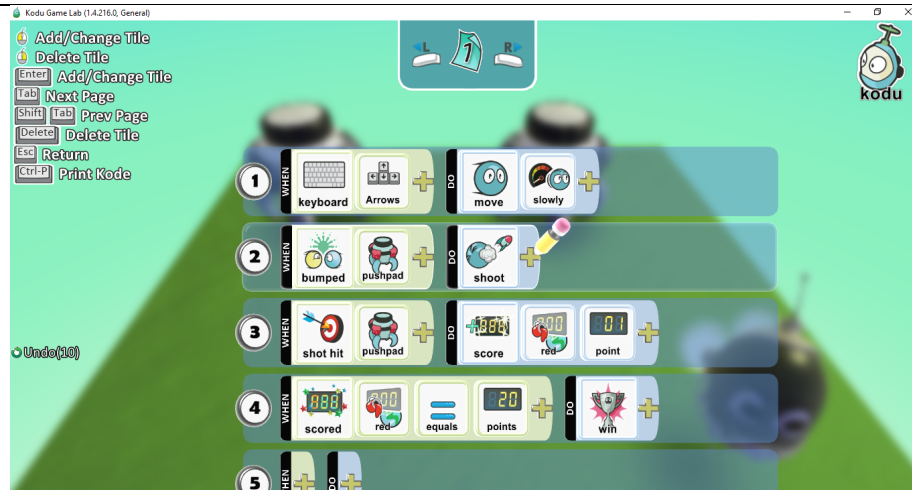 Kodu Game Lab (1.4.216.0, General)
Add/Change Tile
Delete Tile
Enter Add/Change Tile
Tab Next Page
Shift Tab Prev Page
Delete Delete Tile
Esc Return
Ctrl-P Print Kode
L 1 R
kodu
1 WHEN keyboard Arrows DO move slowly
2 WHEN bumped pushpad DO shoot
3 WHEN shot hit pushpad DO score red 01 point
Undo(10)
4 WHEN scored red equals 20 points DO win
5 WHEN DO